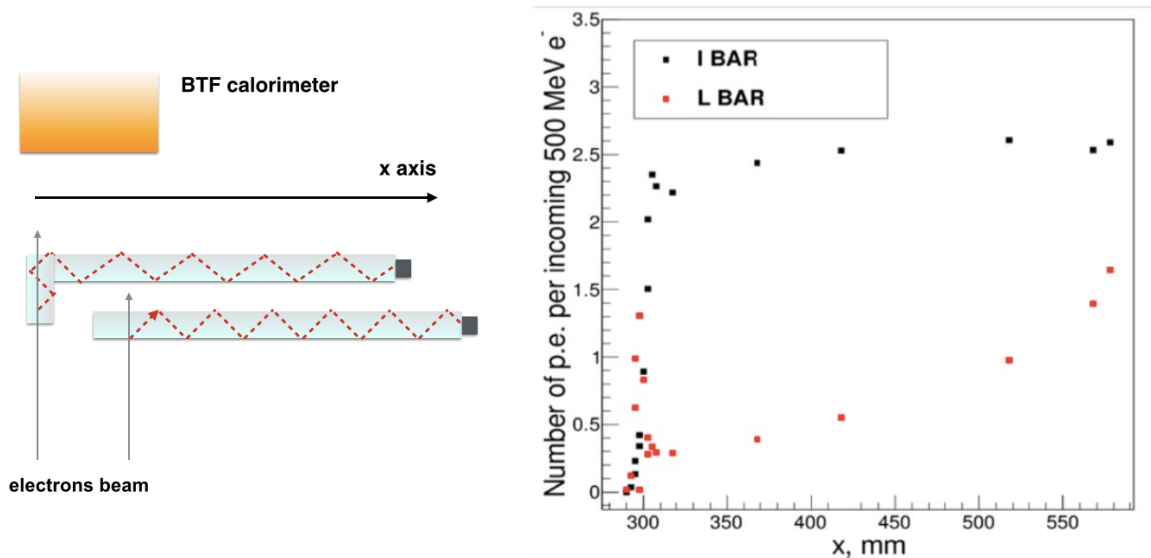 BTF calorimeter
x axis
electrons beam
Number of p.e. per incoming 500 MeV e⁻
3.5
3
2.5
2
1.5
1
0.5
0
I BAR
L BAR
300 350 400 450 500 550
x, mm